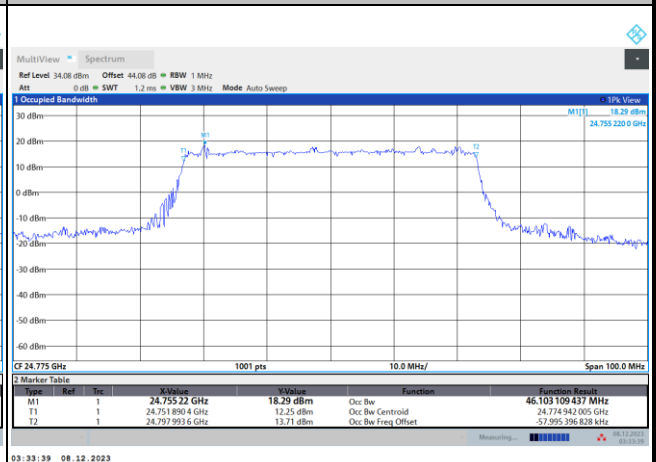 MultiView Spectrum
Ref Level 34.08 dBm Offset 44.08 dB RBW 1 MHz
Att 0 dB SWT 1.2 ms VBW 3 MHz Mode Auto Sweep
1 Occupied Bandwidth 1Pk View
M1[1] 18.29 dBm
24.755 220 0 GHz
30 dBm
20 dBm
M1
T1
T2
10 dBm
0 dBm
-10 dBm
-20 dBm
-30 dBm
-40 dBm
-50 dBm
-60 dBm
CF 24.775 GHz 1001 pts 10.0 MHz/ Span 100.0 MHz
2 Marker Table
Type Ref Trc X-Value Y-Value Function Function Result
M1 1 24.755 22 GHz 18.29 dBm Occ Bw 46.103 109 437 MHz
T1 1 24.751 890 4 GHz 12.25 dBm Occ Bw Centroid 24.774 942 005 GHz
T2 1 24.797 993 6 GHz 13.71 dBm Occ Bw Freq Offset -57.995 396 828 kHz
Measuring... 08.12.2023
03:33:39
03:33:39 08.12.2023